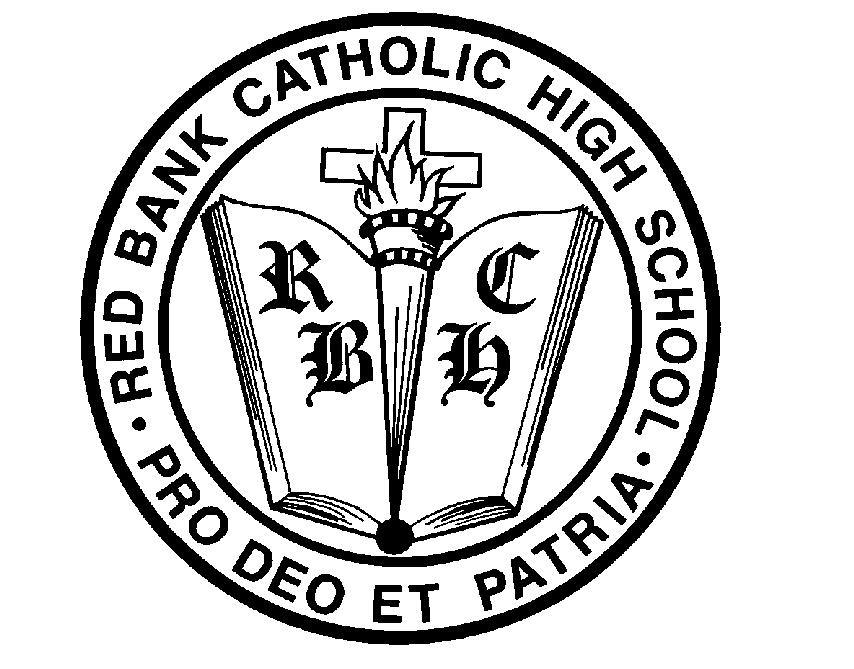 RED BANK CATHOLIC HIGH SCHOOL
R C
B H
• PRO DEO ET PATRIA •